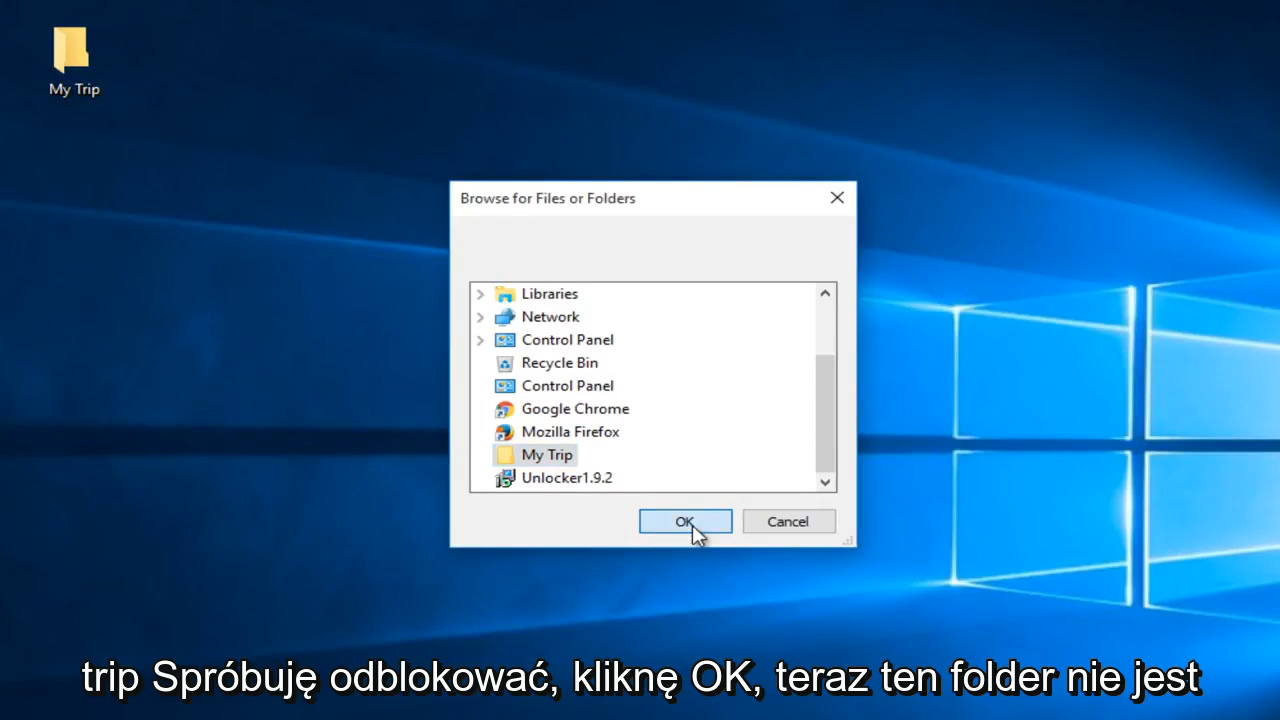 My Trip
Browse for Files or Folders
Libraries
Network
Control Panel
Recycle Bin
Control Panel
Google Chrome
Mozilla Firefox
My Trip
Unlocker1.9.2
OK
Cancel
trip Spróbuję odblokować, kliknę OK, teraz ten folder nie jest